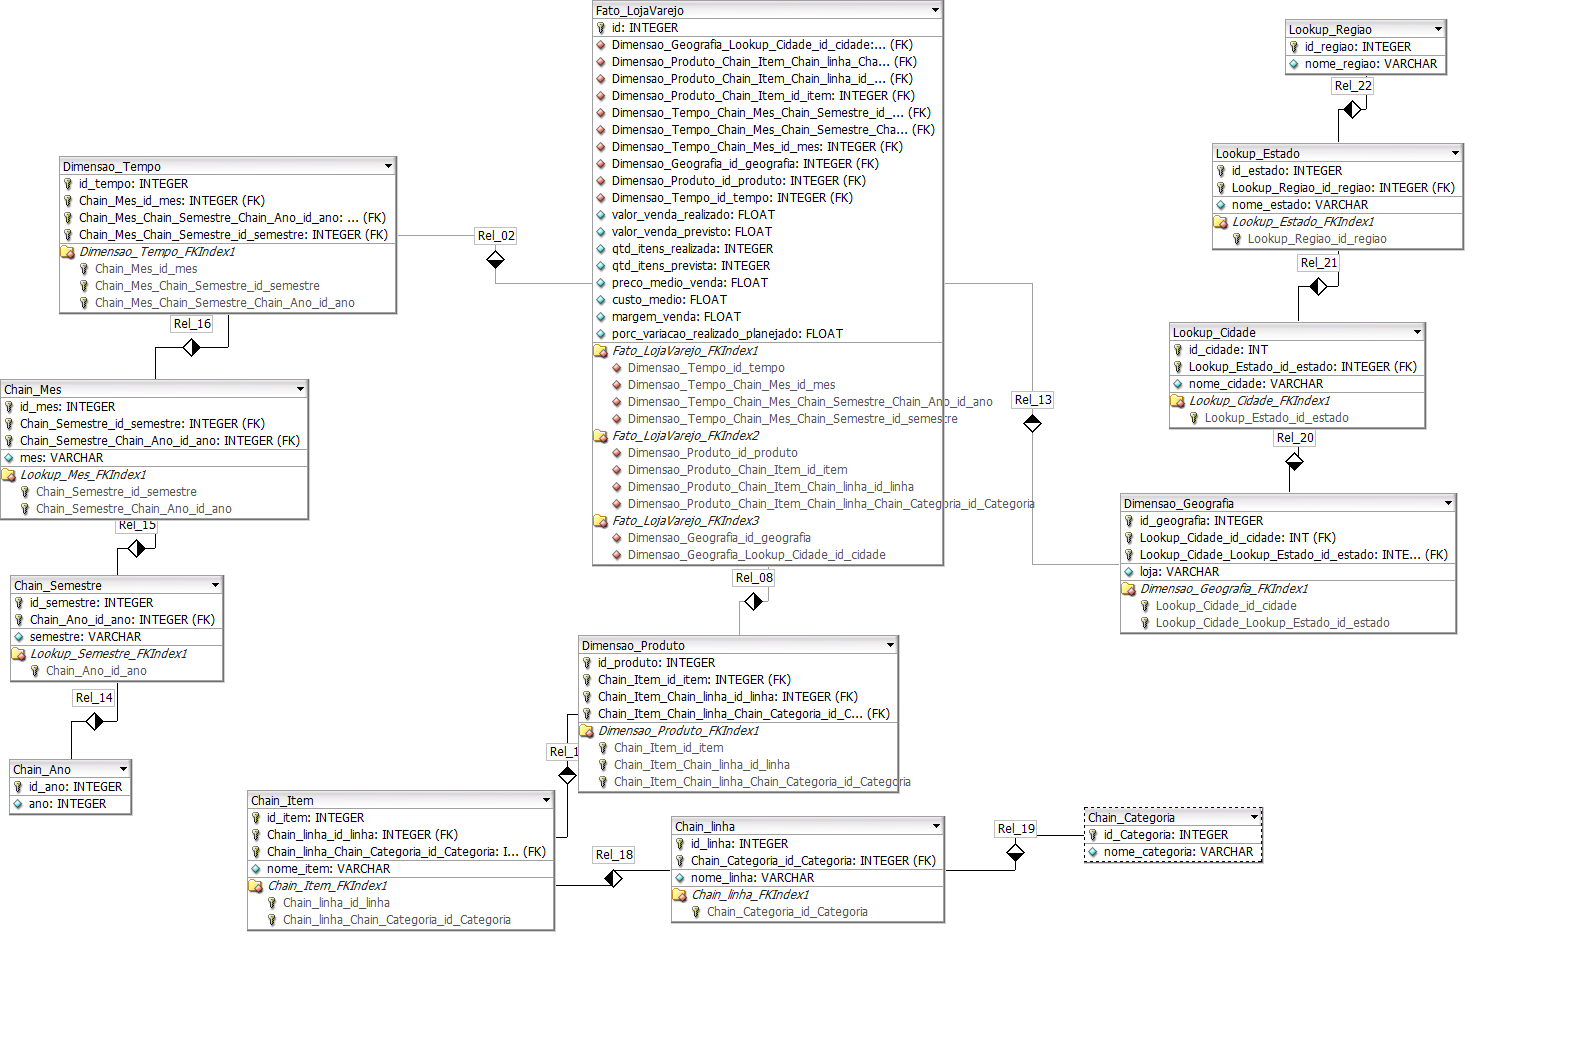 Fato_LojaVarejo
id: INTEGER
Dimensao_Geografia_Lookup_Cidade_id_cidade:... (FK)
Dimensao_Produto_Chain_Item_Chain_linha_Cha... (FK)
Dimensao_Produto_Chain_Item_Chain_linha_id_... (FK)
Dimensao_Produto_Chain_Item_id_item: INTEGER (FK)
Dimensao_Tempo_Chain_Mes_Chain_Semestre_id_... (FK)
Dimensao_Tempo_Chain_Mes_Chain_Semestre_Cha... (FK)
Dimensao_Tempo_Chain_Mes_id_mes: INTEGER (FK)
Dimensao_Geografia_id_geografia: INTEGER (FK)
Dimensao_Produto_id_produto: INTEGER (FK)
Dimensao_Tempo_id_tempo: INTEGER (FK)
valor_venda_realizado: FLOAT
valor_venda_previsto: FLOAT
qtd_itens_realizada: INTEGER
qtd_itens_prevista: INTEGER
preco_medio_venda: FLOAT
custo_medio: FLOAT
margem_venda: FLOAT
porc_variacao_realizado_planejado: FLOAT
Fato_LojaVarejo_FKIndex1
Dimensao_Tempo_id_tempo
Dimensao_Tempo_Chain_Mes_id_mes
Dimensao_Tempo_Chain_Mes_Chain_Semestre_Chain_Ano_id_ano
Dimensao_Tempo_Chain_Mes_Chain_Semestre_id_semestre
Fato_LojaVarejo_FKIndex2
Dimensao_Produto_id_produto
Dimensao_Produto_Chain_Item_id_item
Dimensao_Produto_Chain_Item_Chain_linha_id_linha
Dimensao_Produto_Chain_Item_Chain_linha_Chain_Categoria_id_Categoria
Fato_LojaVarejo_FKIndex3
Dimensao_Geografia_id_geografia
Dimensao_Geografia_Lookup_Cidade_id_cidade
Lookup_Regiao
id_regiao: INTEGER
nome_regiao: VARCHAR
Rel_22
Lookup_Estado
id_estado: INTEGER
Lookup_Regiao_id_regiao: INTEGER (FK)
nome_estado: VARCHAR
Lookup_Estado_FKIndex1
Lookup_Regiao_id_regiao
Rel_21
Lookup_Cidade
id_cidade: INT
Lookup_Estado_id_estado: INTEGER (FK)
nome_cidade: VARCHAR
Lookup_Cidade_FKIndex1
Lookup_Estado_id_estado
Rel_20
Dimensao_Geografia
id_geografia: INTEGER
Lookup_Cidade_id_cidade: INT (FK)
Lookup_Cidade_Lookup_Estado_id_estado: INTE... (FK)
loja: VARCHAR
Dimensao_Geografia_FKIndex1
Lookup_Cidade_id_cidade
Lookup_Cidade_Lookup_Estado_id_estado
Rel_13
Dimensao_Tempo
id_tempo: INTEGER
Chain_Mes_id_mes: INTEGER (FK)
Chain_Mes_Chain_Semestre_Chain_Ano_id_ano: ... (FK)
Chain_Mes_Chain_Semestre_id_semestre: INTEGER (FK)
Dimensao_Tempo_FKIndex1
Chain_Mes_id_mes
Chain_Mes_Chain_Semestre_id_semestre
Chain_Mes_Chain_Semestre_Chain_Ano_id_ano
Rel_02
Rel_16
Chain_Mes
id_mes: INTEGER
Chain_Semestre_id_semestre: INTEGER (FK)
Chain_Semestre_Chain_Ano_id_ano: INTEGER (FK)
mes: VARCHAR
Lookup_Mes_FKIndex1
Chain_Semestre_id_semestre
Chain_Semestre_Chain_Ano_id_ano
Rel_15
Chain_Semestre
id_semestre: INTEGER
Chain_Ano_id_ano: INTEGER (FK)
semestre: VARCHAR
Lookup_Semestre_FKIndex1
Chain_Ano_id_ano
Rel_14
Chain_Ano
id_ano: INTEGER
ano: INTEGER
Rel_08
Dimensao_Produto
id_produto: INTEGER
Chain_Item_id_item: INTEGER (FK)
Chain_Item_Chain_linha_id_linha: INTEGER (FK)
Chain_Item_Chain_linha_Chain_Categoria_id_C... (FK)
Dimensao_Produto_FKIndex1
Chain_Item_id_item
Chain_Item_Chain_linha_id_linha
Chain_Item_Chain_linha_Chain_Categoria_id_Categoria
Rel_1
Chain_Item
id_item: INTEGER
Chain_linha_id_linha: INTEGER (FK)
Chain_linha_Chain_Categoria_id_Categoria: I... (FK)
nome_item: VARCHAR
Chain_Item_FKIndex1
Chain_linha_id_linha
Chain_linha_Chain_Categoria_id_Categoria
Rel_18
Chain_linha
id_linha: INTEGER
Chain_Categoria_id_Categoria: INTEGER (FK)
nome_linha: VARCHAR
Chain_linha_FKIndex1
Chain_Categoria_id_Categoria
Rel_19
Chain_Categoria
id_Categoria: INTEGER
nome_categoria: VARCHAR